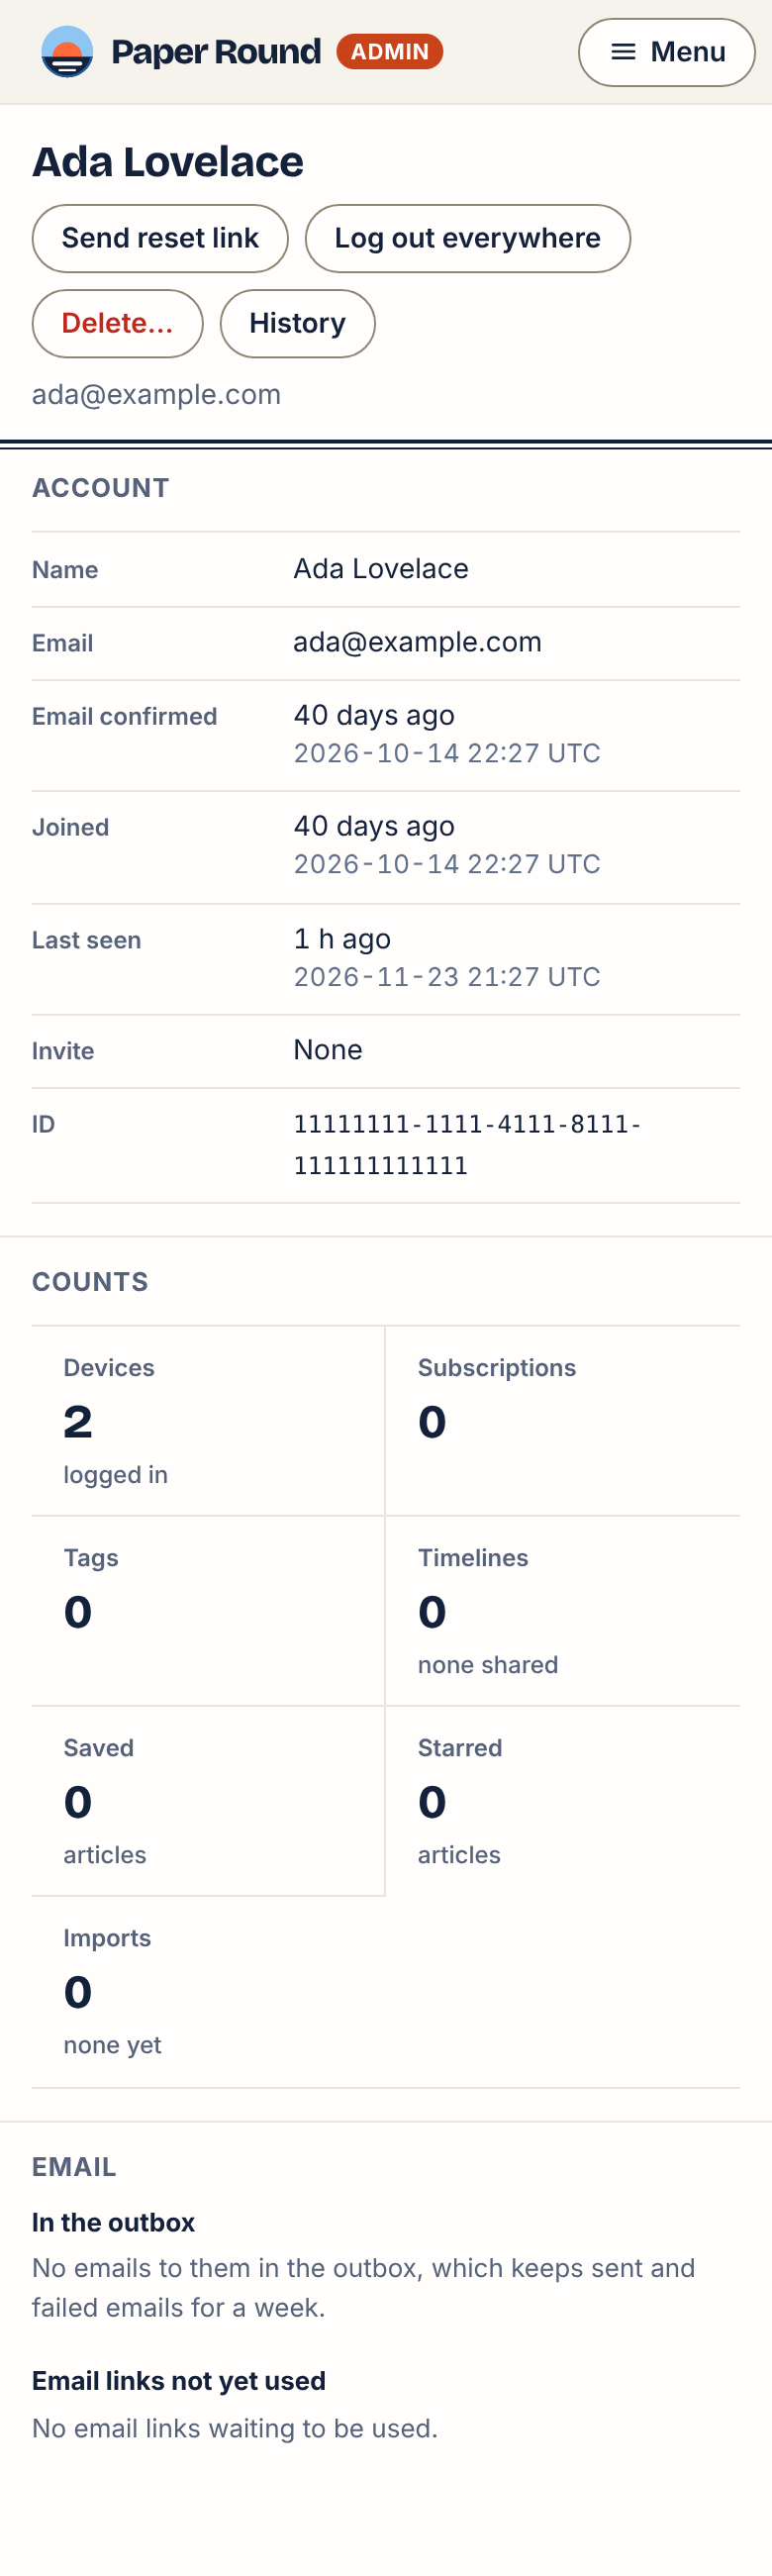 Paper Round ADMIN Menu
Ada Lovelace
Send reset link Log out everywhere
Delete... History
ada@example.com
ACCOUNT
Name Ada Lovelace
Email ada@example.com
Email confirmed 40 days ago
2026-10-14 22:27 UTC
Joined 40 days ago
2026-10-14 22:27 UTC
Last seen 1 h ago
2026-11-23 21:27 UTC
Invite None
ID 11111111-1111-4111-8111-
111111111111
COUNTS
Devices Subscriptions
2 0
logged in
Tags Timelines
0 0
none shared
Saved Starred
0 0
articles articles
Imports
0
none yet
EMAIL
In the outbox
No emails to them in the outbox, which keeps sent and
failed emails for a week.
Email links not yet used
No email links waiting to be used.